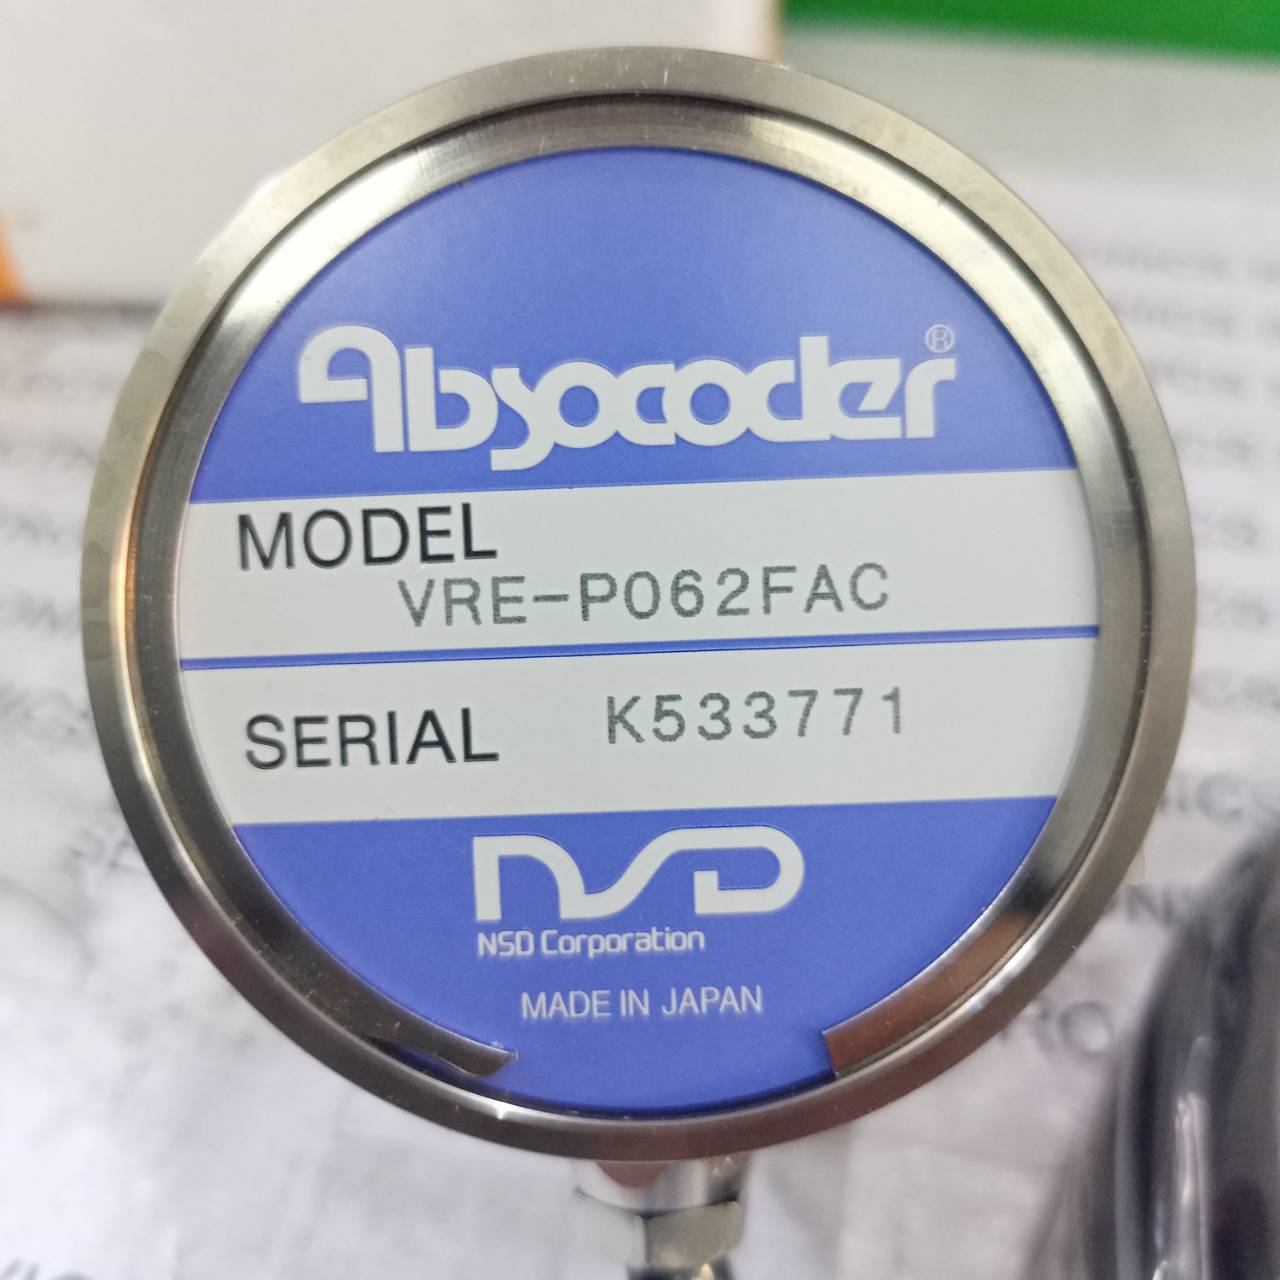 Absocoder®
MODEL
VRE-P062FAC
SERIAL K533771
NSD
NSD Corporation
MADE IN JAPAN